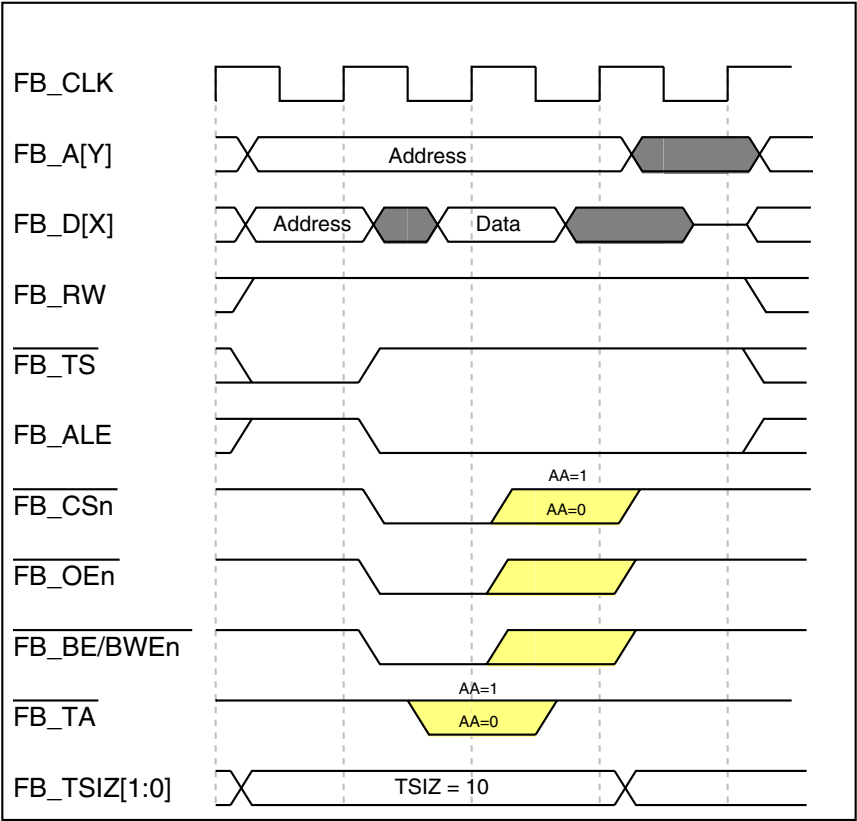 FB_CLK
FB_A[Y]
Address
FB_D[X]
Address
Data
FB_RW
FB_TS
FB_ALE
AA=1
FB_CSn
AA=0
FB_OEn
FB_BE/BWEn
AA=1
FB_TA
AA=0
FB_TSIZ[1:0]
TSIZ = 10